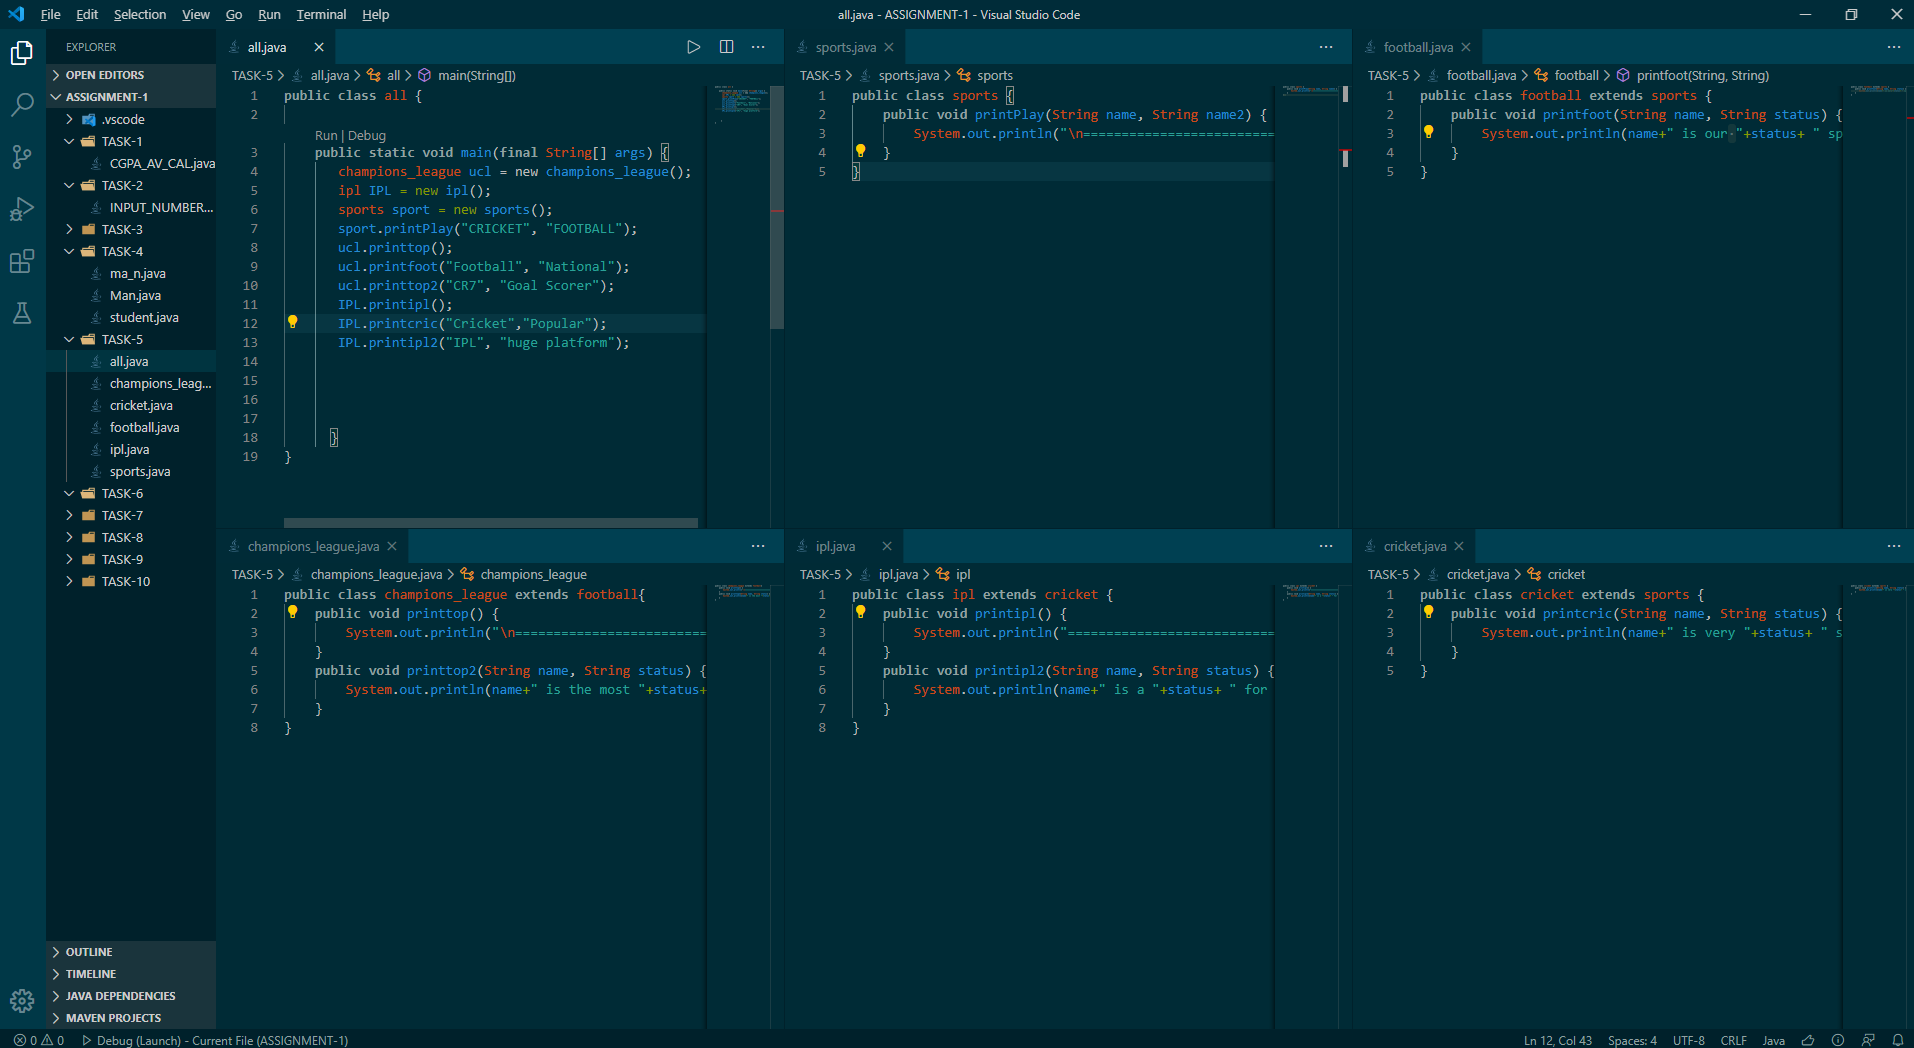 File Edit Selection View Go Run Terminal Help
all.java - ASSIGNMENT-1 - Visual Studio Code
EXPLORER
OPEN EDITORS
ASSIGNMENT-1
.vscode
TASK-1
CGPA_AV_CAL.java
TASK-2
INPUT_NUMBER...
TASK-3
TASK-4
ma_n.java
Man.java
student.java
TASK-5
all.java
champions_leag...
cricket.java
football.java
ipl.java
sports.java
TASK-6
TASK-7
TASK-8
TASK-9
TASK-10
OUTLINE
TIMELINE
JAVA DEPENDENCIES
MAVEN PROJECTS
all.java
TASK-5 > all.java > all > main(String[])
1 public class all {
2
Run | Debug
3 public static void main(final String[] args) {
4 champions_league ucl = new champions_league();
5 ipl IPL = new ipl();
6 sports sport = new sports();
7 sport.printPlay("CRICKET", "FOOTBALL");
8 ucl.printtop();
9 ucl.printfoot("Football", "National");
10 ucl.printtop2("CR7", "Goal Scorer");
11 IPL.printipl();
12 IPL.printcric("Cricket","Popular");
13 IPL.printipl2("IPL", "huge platform");
14
15
16
17
18 }
19 }
sports.java
TASK-5 > sports.java > sports
1 public class sports {
2 public void printPlay(String name, String name2) {
3 System.out.println("\n=========================
4 }
5 }
football.java
TASK-5 > football.java > football > printfoot(String, String)
1 public class football extends sports {
2 public void printfoot(String name, String status) {
3 System.out.println(name+" is our "+status+ " sp
4 }
5 }
champions_league.java
TASK-5 > champions_league.java > champions_league
1 public class champions_league extends football{
2 public void printtop() {
3 System.out.println("\n=========================
4 }
5 public void printtop2(String name, String status) {
6 System.out.println(name+" is the most "+status+
7 }
8 }
ipl.java
TASK-5 > ipl.java > ipl
1 public class ipl extends cricket {
2 public void printipl() {
3 System.out.println("===========================
4 }
5 public void printipl2(String name, String status) {
6 System.out.println(name+" is a "+status+ " for
7 }
8 }
cricket.java
TASK-5 > cricket.java > cricket
1 public class cricket extends sports {
2 public void printcric(String name, String status) {
3 System.out.println(name+" is very "+status+ " s
4 }
5 }
0 0 Debug (Launch) - Current File (ASSIGNMENT-1)
Ln 12, Col 43 Spaces: 4 UTF-8 CRLF Java